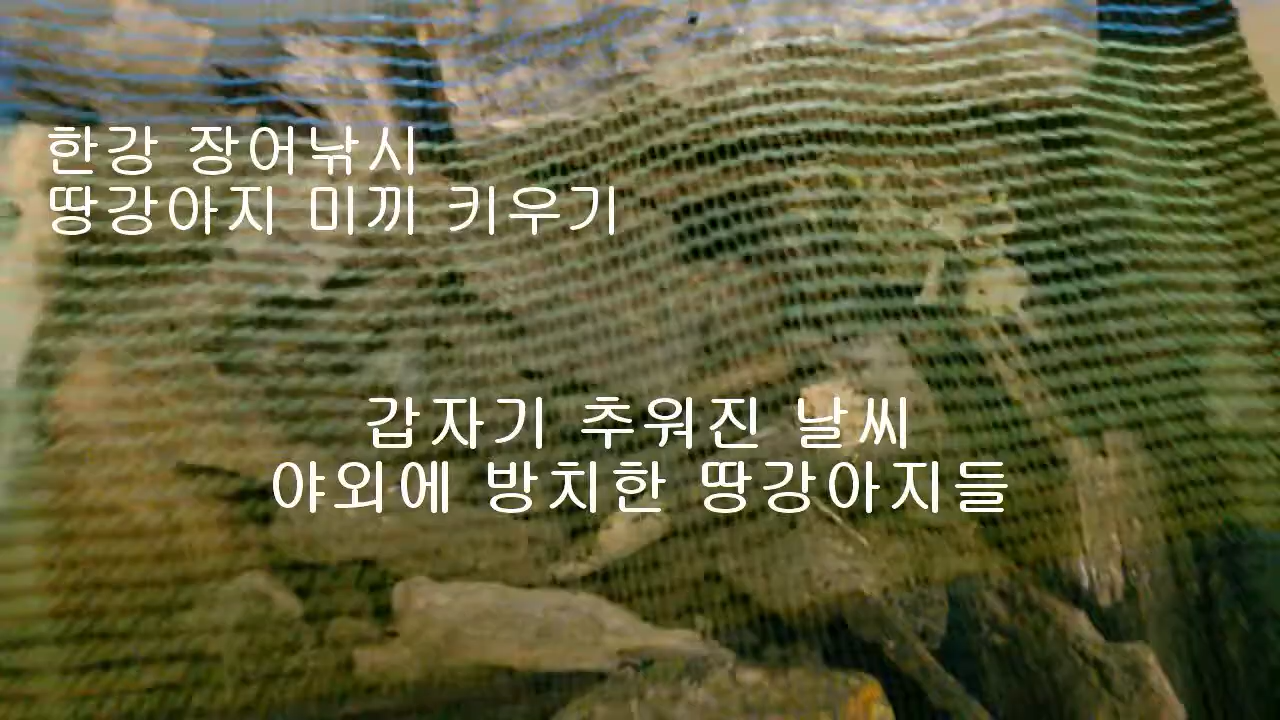 한강 장어낚시
땅강아지 미끼 키우기
갑자기 추워진 날씨
야외에 방치한 땅강아지들